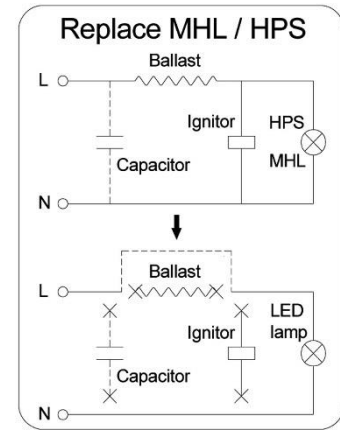 Replace MHL / HPS
Ballast
L
Ignitor
HPS
MHL
Capacitor
N
Ballast
L
Ignitor
LED
lamp
Capacitor
N